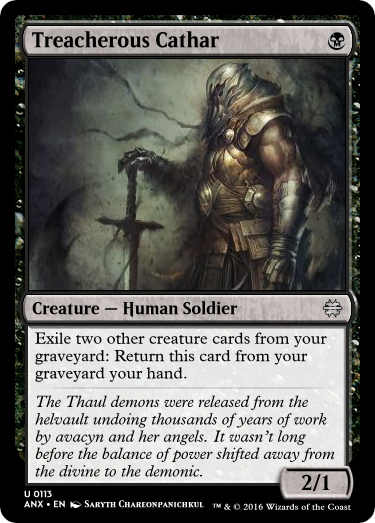 Treacherous Cathar
Creature — Human Soldier
Exile two other creature cards from your
graveyard: Return this card from your
graveyard your hand.
The Thaul demons were released from the
helvault undoing thousands of years of work
by avacyn and her angels. It wasn't long
before the balance of power shifted away from
the divine to the demonic.
2/1
U 0113
ANX • EN Saryth Chareonpanichkul ™ & © 2016 Wizards of the Coast